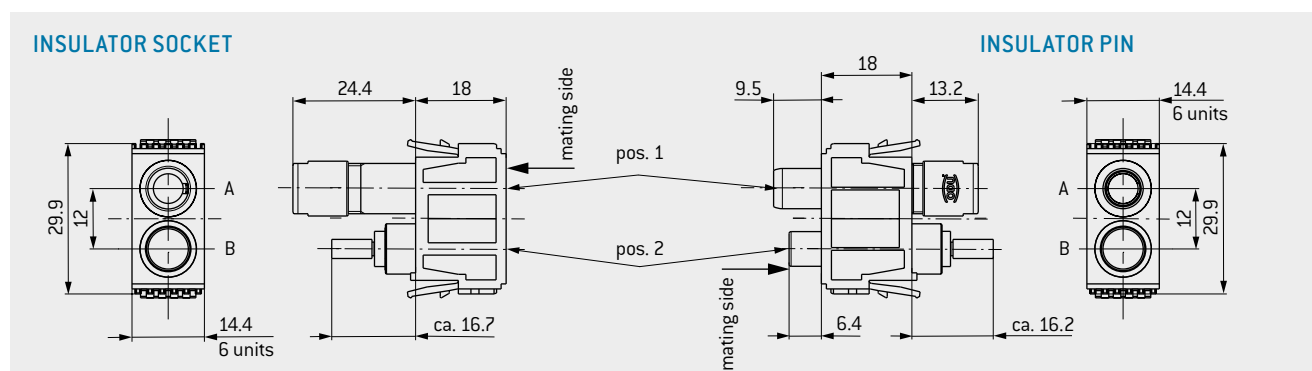 INSULATOR SOCKET
INSULATOR PIN
24.4
18
mating side
29.9
12
A
B
14.4
6 units
ca. 16.7
pos. 1
pos. 2
9.5
18
13.2
ODU
mating side
6.4
ca. 16.2
14.4
6 units
A
B
12
29.9